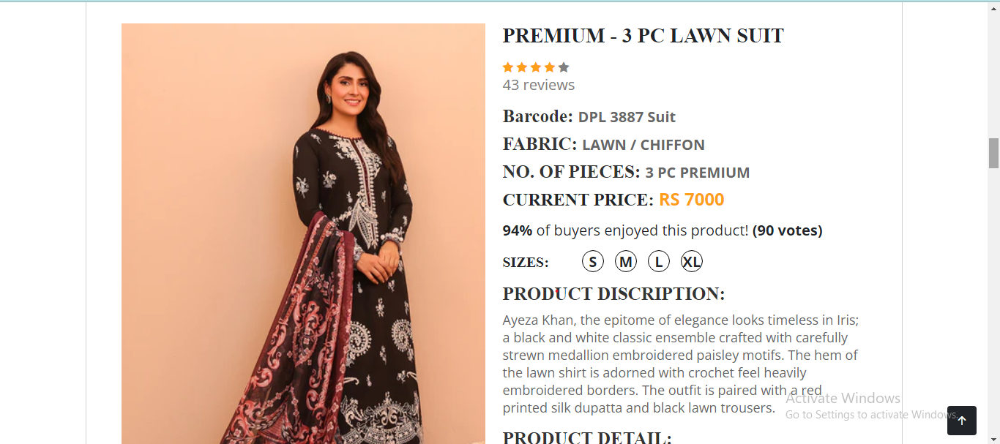 PREMIUM - 3 PC LAWN SUIT
43 reviews
Barcode: DPL 3887 Suit
FABRIC: LAWN / CHIFFON
NO. OF PIECES: 3 PC PREMIUM
CURRENT PRICE: RS 7000
94% of buyers enjoyed this product! (90 votes)
SIZES: S M L XL
PRODUCT DISCRIPTION:
Ayeza Khan, the epitome of elegance looks timeless in Iris;
a black and white classic ensemble crafted with carefully
strewn medallion embroidered paisley motifs. The hem of
the lawn shirt is adorned with crochet feel heavily
embroidered borders. The outfit is paired with a red
printed silk dupatta and black lawn trousers.
Activate Windows
Go to Settings to activate Windows.
PRODUCT DETAIL: